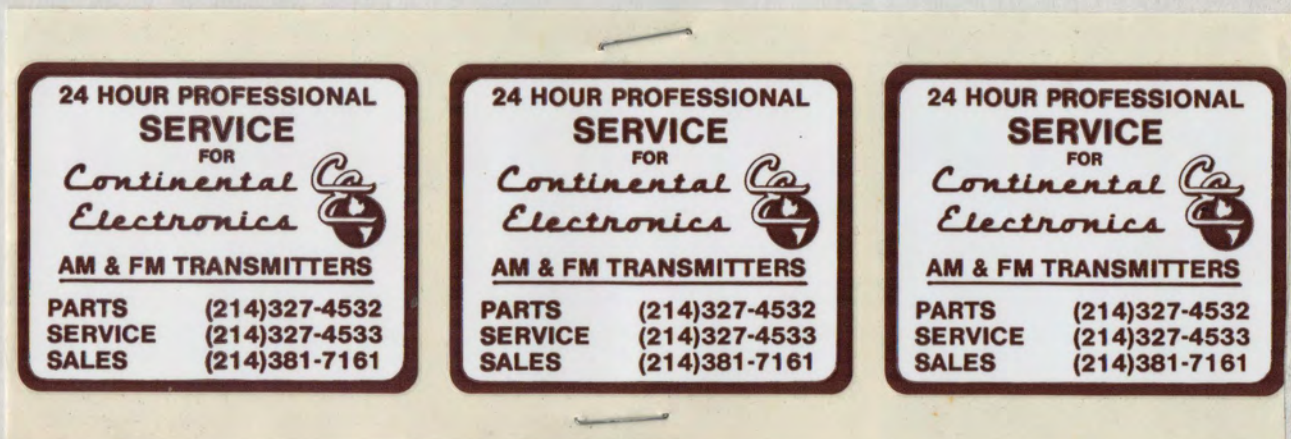 24 HOUR PROFESSIONAL
SERVICE
FOR
Continental
Electronics
AM & FM TRANSMITTERS
PARTS (214)327-4532
SERVICE (214)327-4533
SALES (214)381-7161
24 HOUR PROFESSIONAL
SERVICE
FOR
Continental
Electronics
AM & FM TRANSMITTERS
PARTS (214)327-4532
SERVICE (214)327-4533
SALES (214)381-7161
24 HOUR PROFESSIONAL
SERVICE
FOR
Continental
Electronics
AM & FM TRANSMITTERS
PARTS (214)327-4532
SERVICE (214)327-4533
SALES (214)381-7161